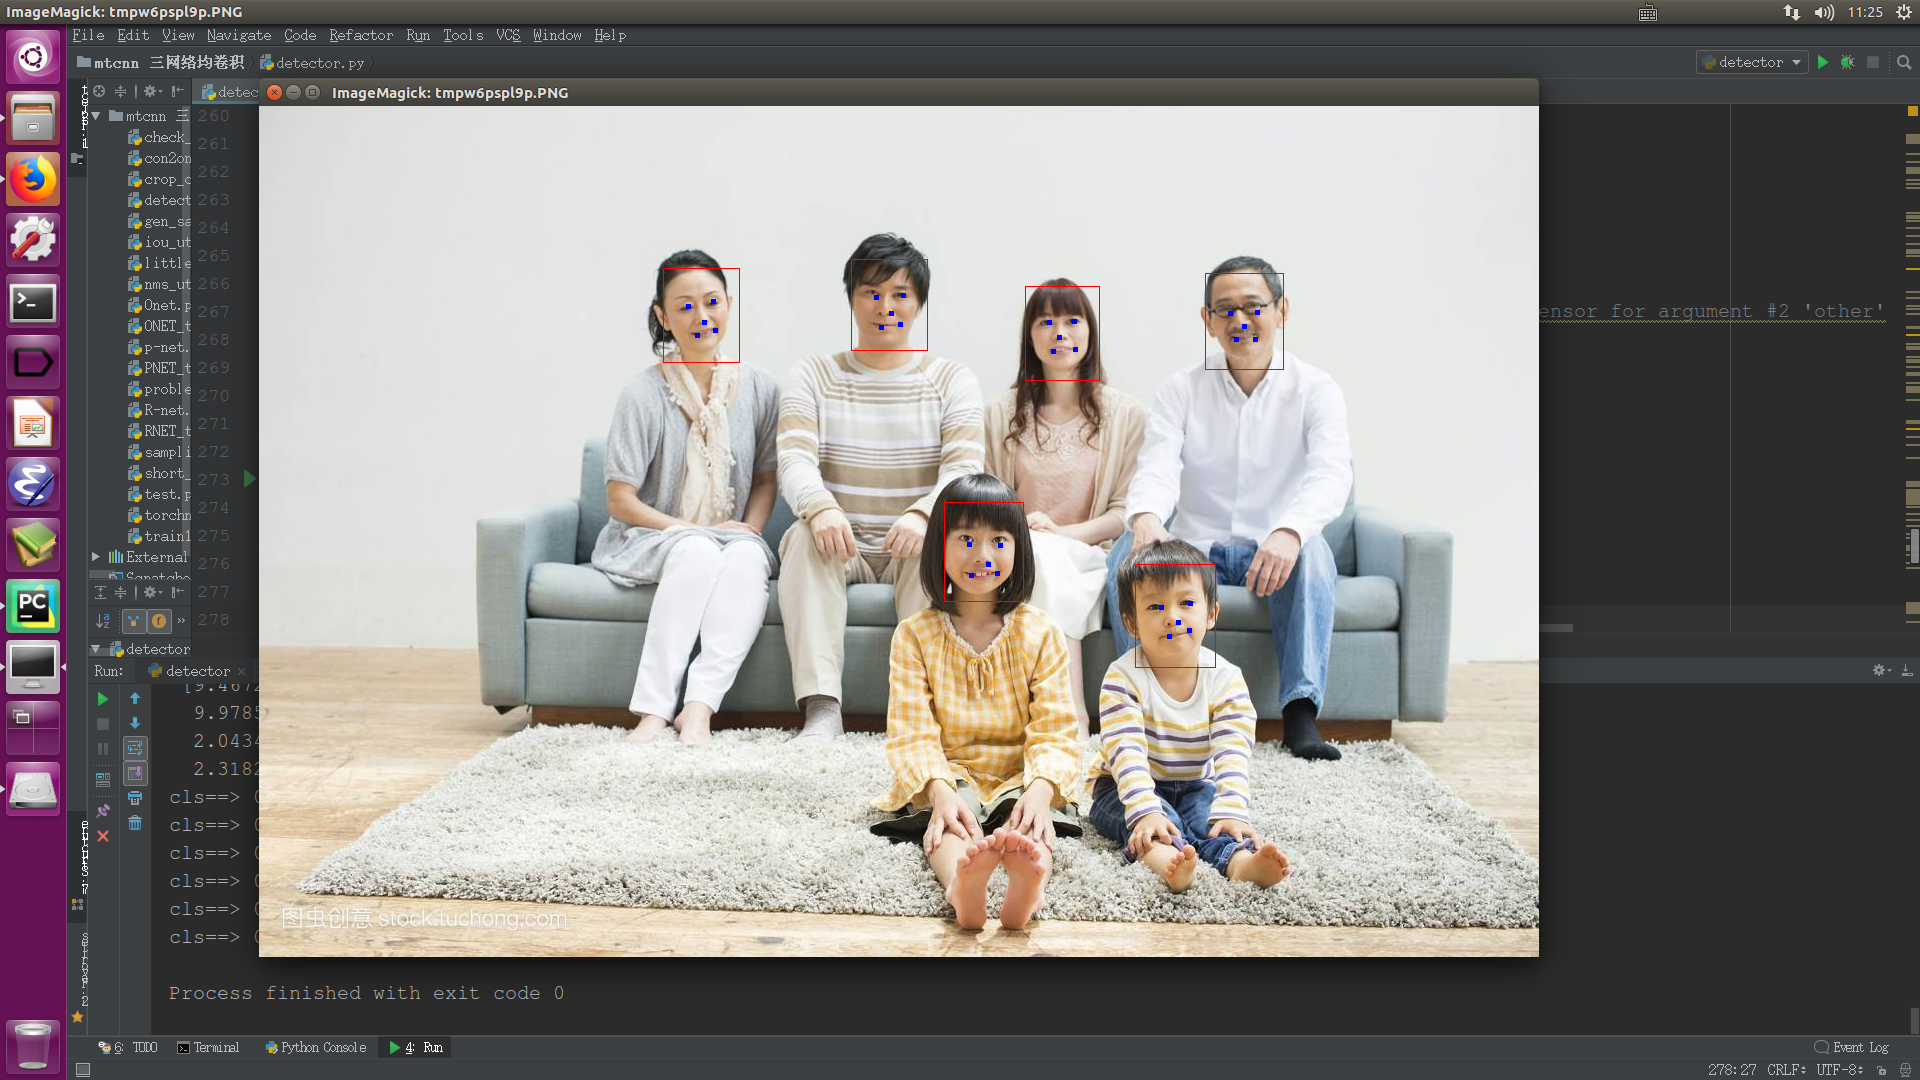 ImageMagick: tmpw6pspl9p.PNG
11:25
File Edit View Navigate Code Refactor Run Tools VCS Window Help
mtcnn 三网络均卷积 detector.py
detector
detec
ImageMagick: tmpw6pspl9p.PNG
mtcnn 三
check_
con2on
crop_c
detect
gen_sa
iou_ut
little
nms_ut
Onet.p
ONET_t
p-net.
PNET_t
proble
R-net.
RNET_t
sampli
short_
test.p
torchn
train1
External
Scratche
detector
260
261
262
263
264
265
266
267
268
269
270
271
272
273
274
275
276
277
278
ensor for argument #2 'other'
图虫创意 stock.tuchong.com
Run: detector
[9.4672
9.9785
2.0434
2.3182
cls==>
cls==>
cls==>
cls==>
cls==>
cls==>
Process finished with exit code 0
6: TODO Terminal Python Console 4: Run Event Log
278:27 CRLF UTF-8